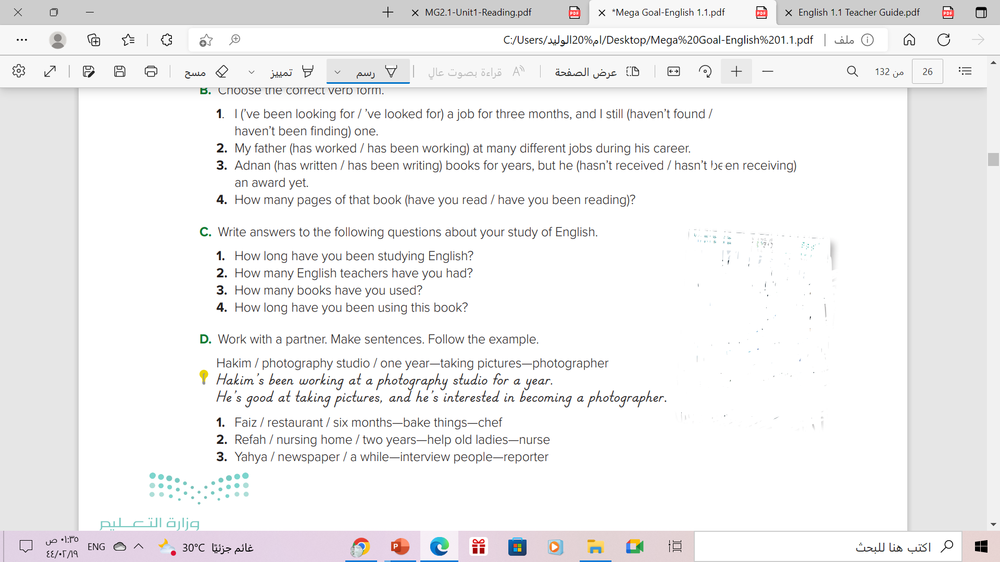 MG2.1-Unit1-Reading.pdf
*Mega Goal-English 1.1.pdf
English 1.1 Teacher Guide.pdf
C:/Users/ام%20الوليد/Desktop/Mega%20Goal-English%201.1.pdf
ملف
مسح
تمييز
رسم
قراءة بصوت عالٍ
عرض الصفحة
من 132
26
B. Choose the correct verb form.
1. I (’ve been looking for / ’ve looked for) a job for three months, and I still (haven’t found /
haven’t been finding) one.
2. My father (has worked / has been working) at many different jobs during his career.
3. Adnan (has written / has been writing) books for years, but he (hasn’t received / hasn’t been receiving)
an award yet.
4. How many pages of that book (have you read / have you been reading)?
C. Write answers to the following questions about your study of English.
1. How long have you been studying English?
2. How many English teachers have you had?
3. How many books have you used?
4. How long have you been using this book?
D. Work with a partner. Make sentences. Follow the example.
Hakim / photography studio / one year—taking pictures—photographer
Hakim’s been working at a photography studio for a year.
He’s good at taking pictures, and he’s interested in becoming a photographer.
1. Faiz / restaurant / six months—bake things—chef
2. Refah / nursing home / two years—help old ladies—nurse
3. Yahya / newspaper / a while—interview people—reporter
وزارة التعـليم
٠١:٣٥ ص
٤٤/٠٢/١٩
ENG
30°C غائم جزئيًا
اكتب هنا للبحث